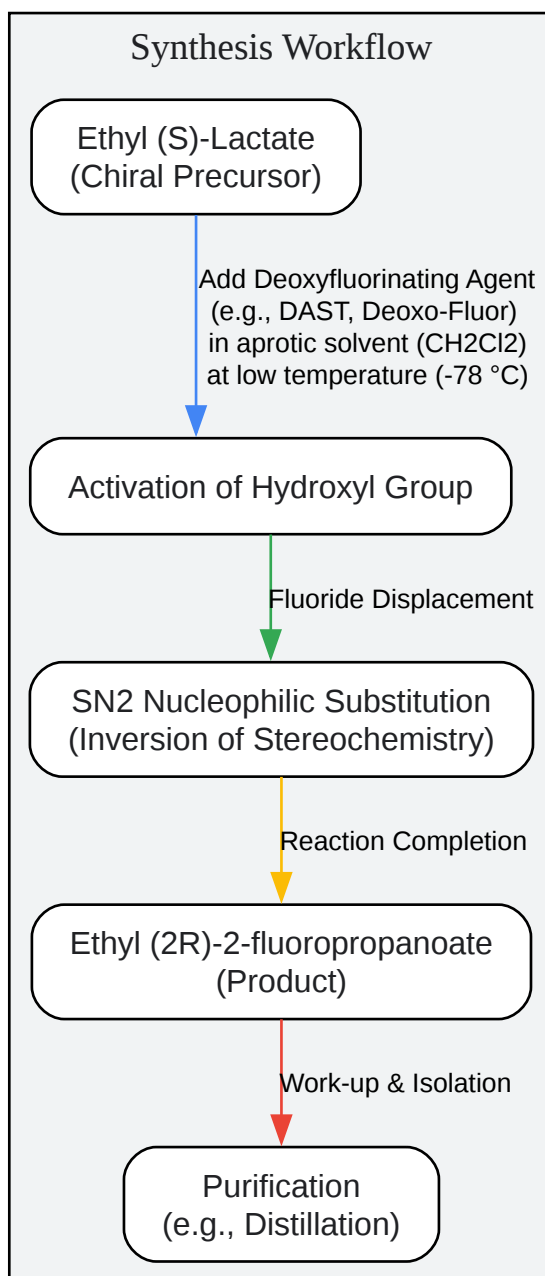 Synthesis Workflow
Ethyl (S)-Lactate
(Chiral Precursor)
Add Deoxyfluorinating Agent
(e.g., DAST, Deoxo-Fluor)
in aprotic solvent (CH2Cl2)
at low temperature (-78 °C)
Activation of Hydroxyl Group
Fluoride Displacement
SN2 Nucleophilic Substitution
(Inversion of Stereochemistry)
Reaction Completion
Ethyl (2R)-2-fluoropropanoate
(Product)
Work-up & Isolation
Purification
(e.g., Distillation)